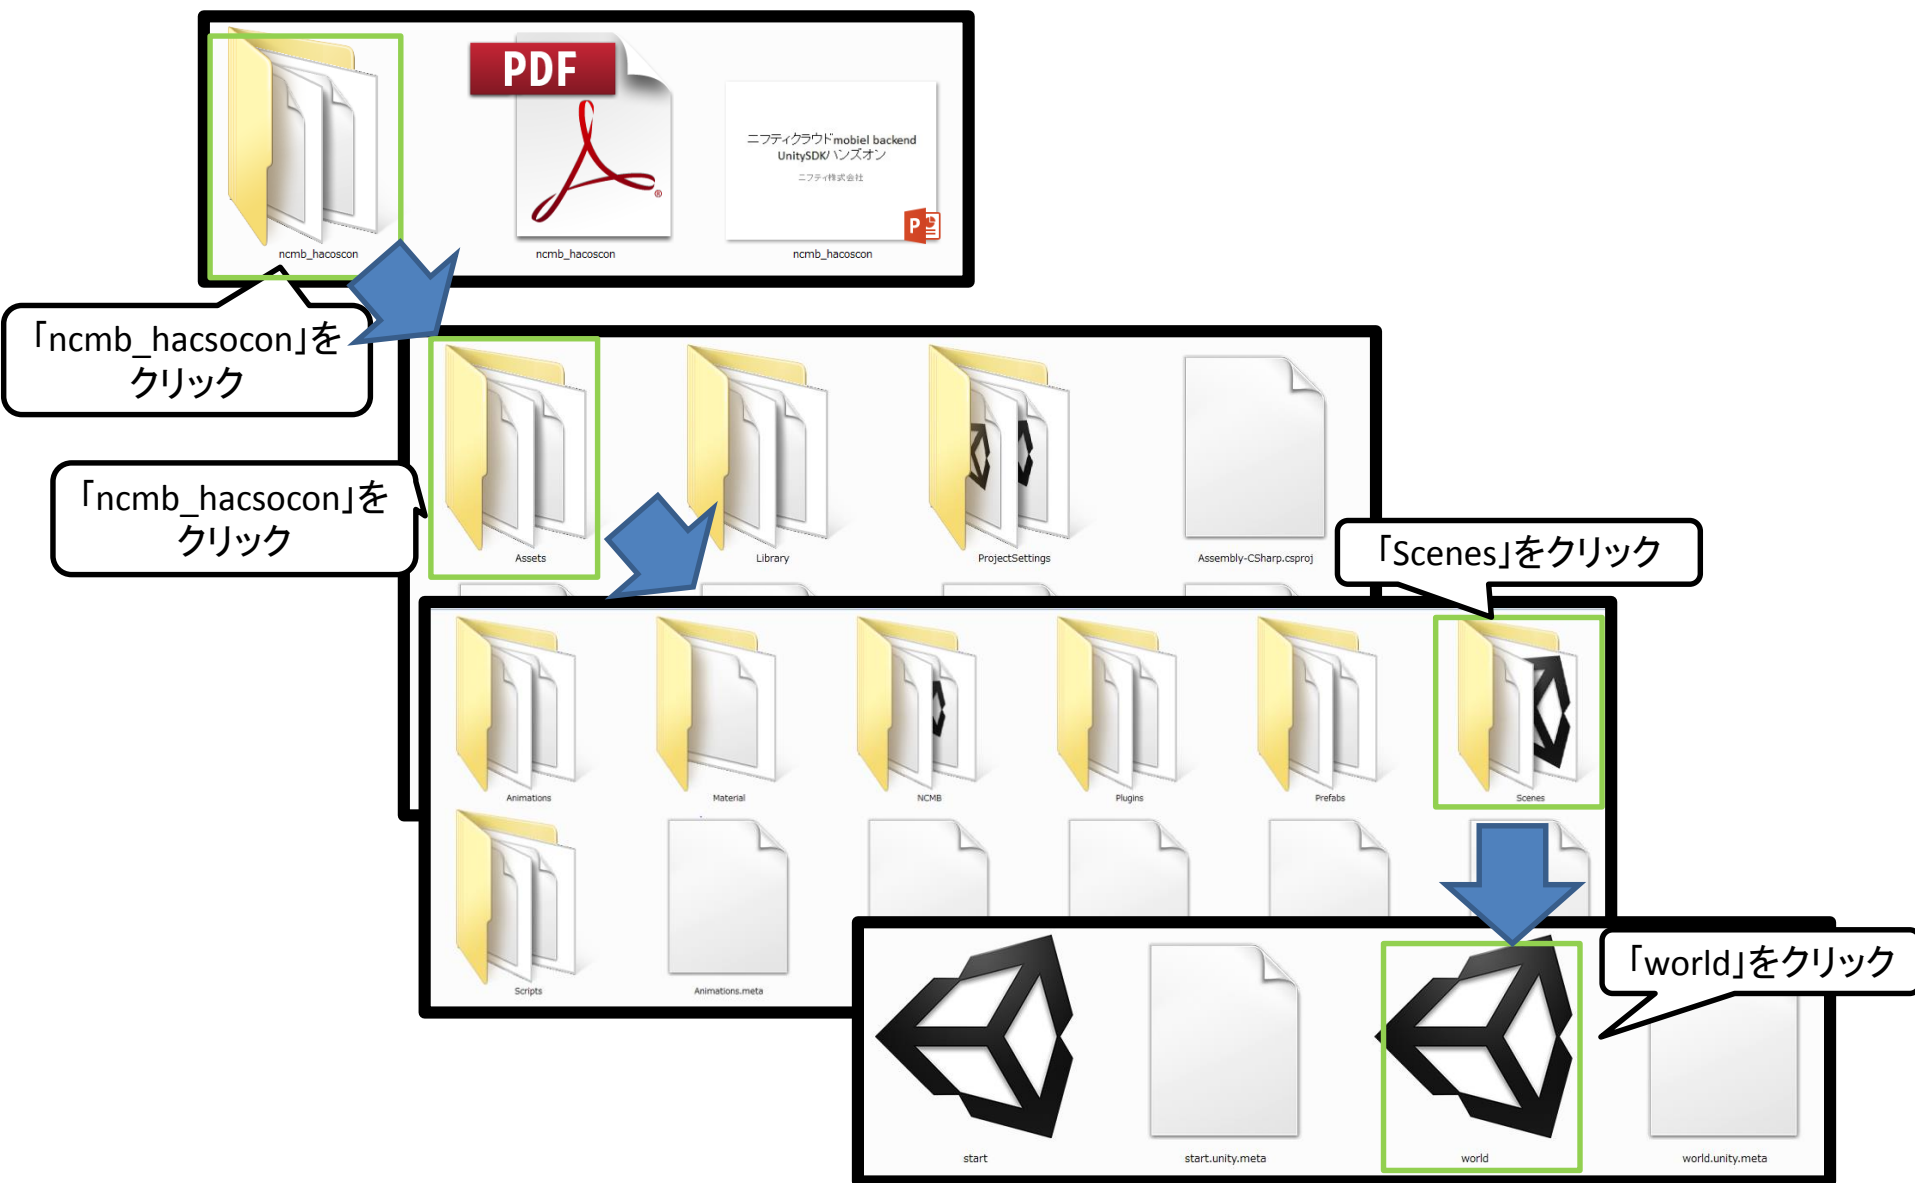 PDF
ニフティクラウドmobiel backend
UnitySDKハンズオン
ニフティ株式会社
P
ncmb_hacoscon
ncmb_hacoscon
ncmb_hacoscon
「ncmb_hacsocon」を
クリック
「ncmb_hacsocon」を
クリック
Assets
Library
ProjectSettings
Assembly-CSharp.csproj
「Scenes」をクリック
Animations
Material
NCMB
Plugins
Prefabs
Scenes
Scripts
Animations.meta
「world」をクリック
start
start.unity.meta
world
world.unity.meta